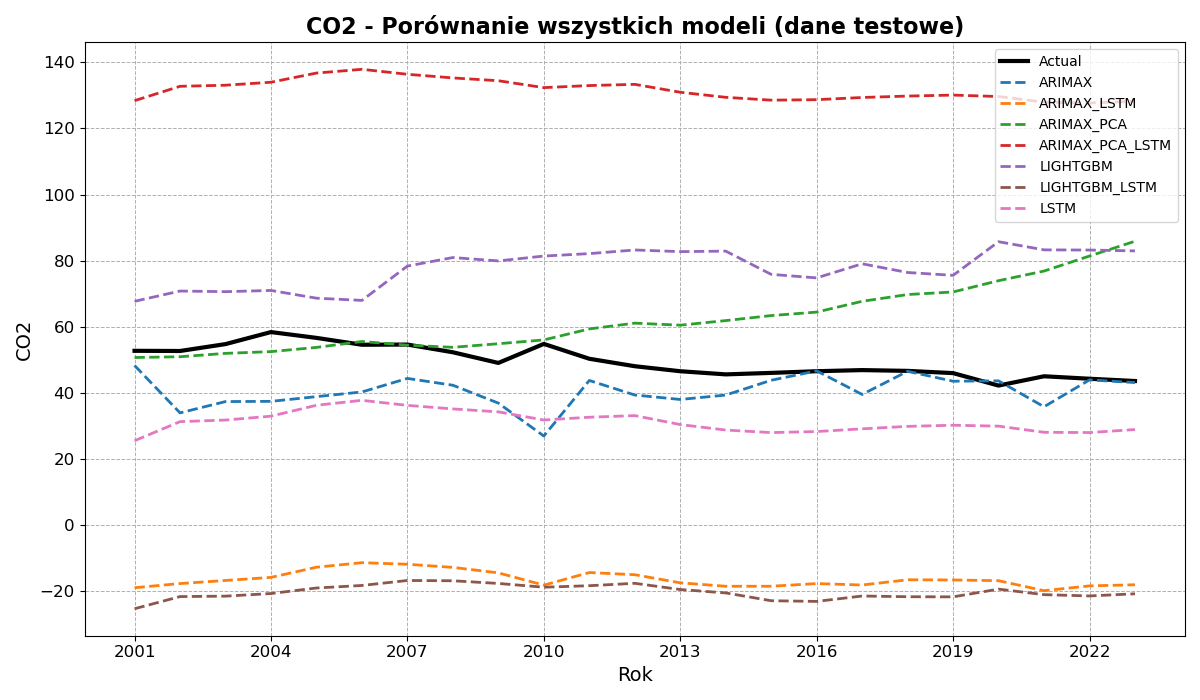 CO2 - Porównanie wszystkich modeli (dane testowe)
140
120
100
80
60
40
20
0
−20
CO2
2001
2004
2007
2010
2013
2016
2019
2022
Rok
Actual
ARIMAX
ARIMAX_LSTM
ARIMAX_PCA
ARIMAX_PCA_LSTM
LIGHTGBM
LIGHTGBM_LSTM
LSTM